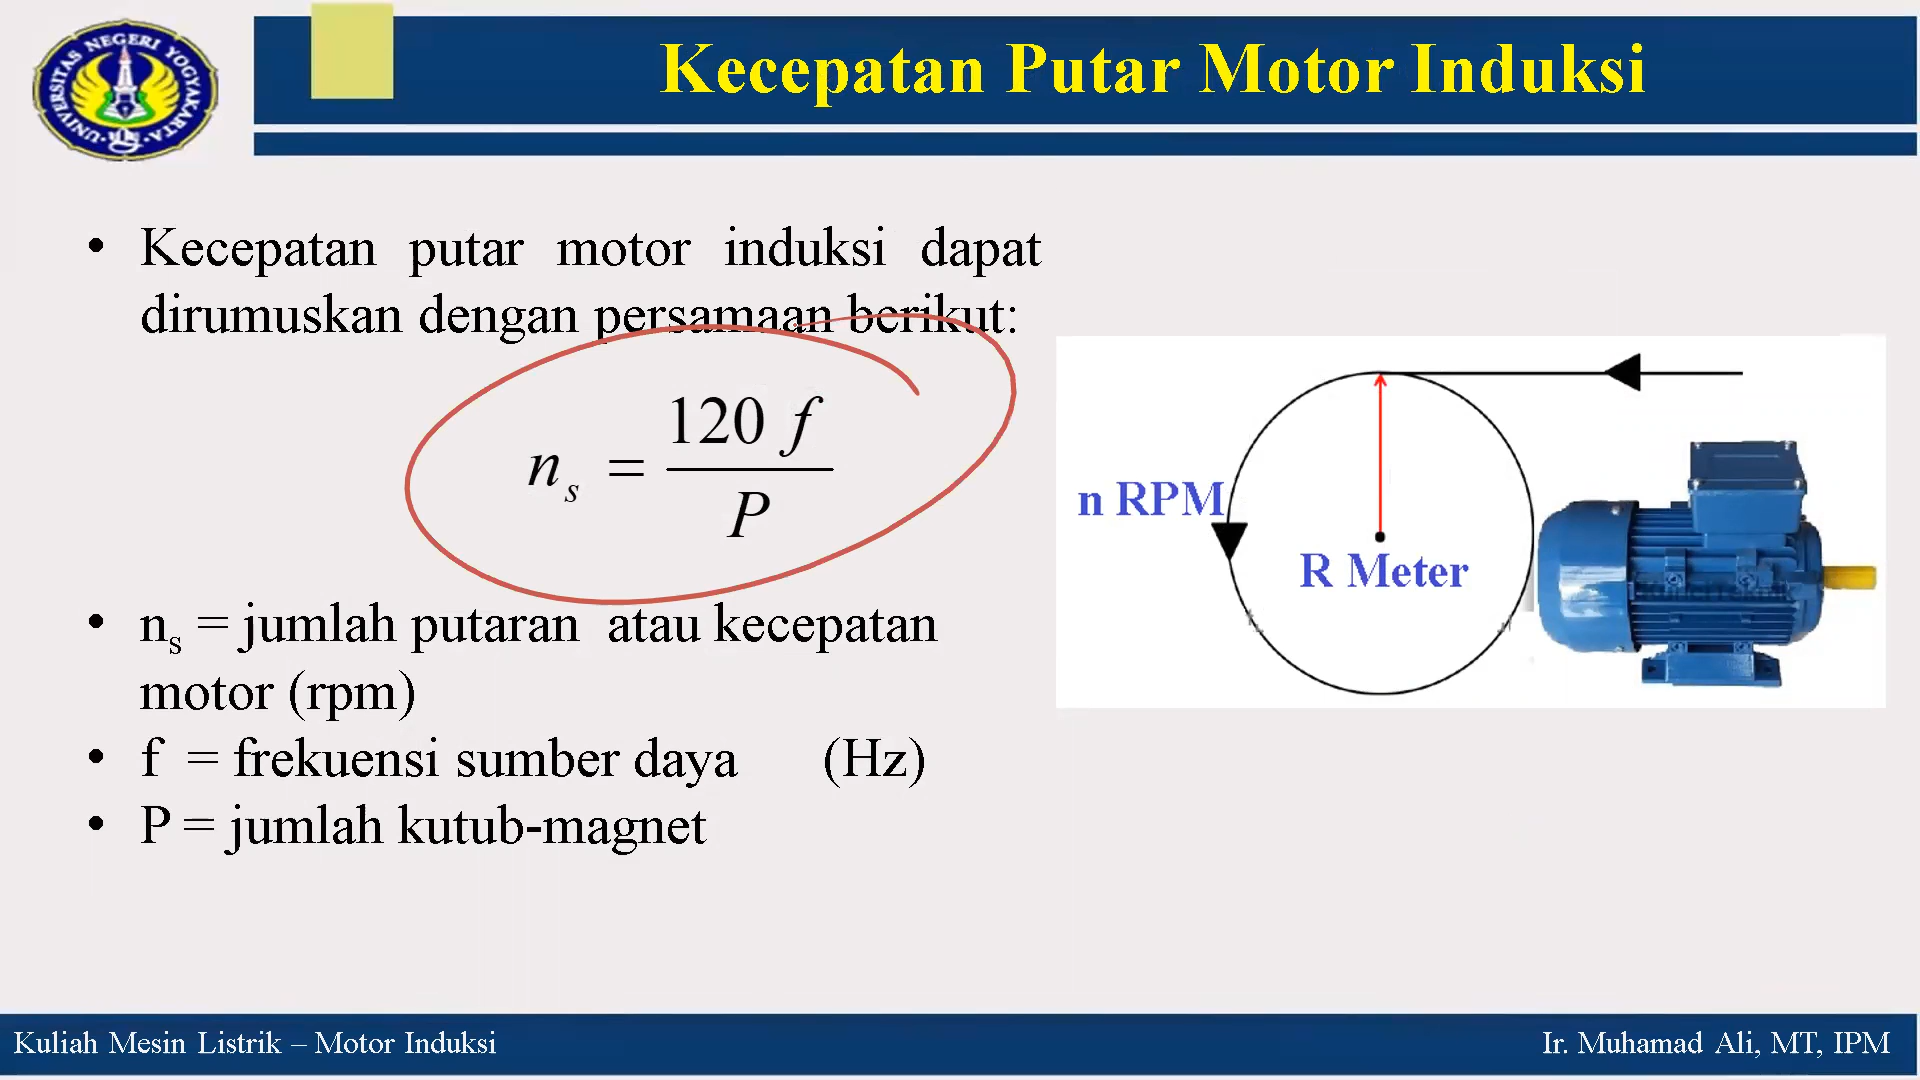 UNIVERSITAS NEGERI YOGYAKARTA
Kecepatan Putar Motor Induksi
• Kecepatan putar motor induksi dapat
dirumuskan dengan persamaan berikut:
n_s = 120 f / P
• n_s = jumlah putaran atau kecepatan
motor (rpm)
• f = frekuensi sumber daya (Hz)
• P = jumlah kutub-magnet
n RPM
R Meter
Kuliah Mesin Listrik – Motor Induksi
Ir. Muhamad Ali, MT, IPM